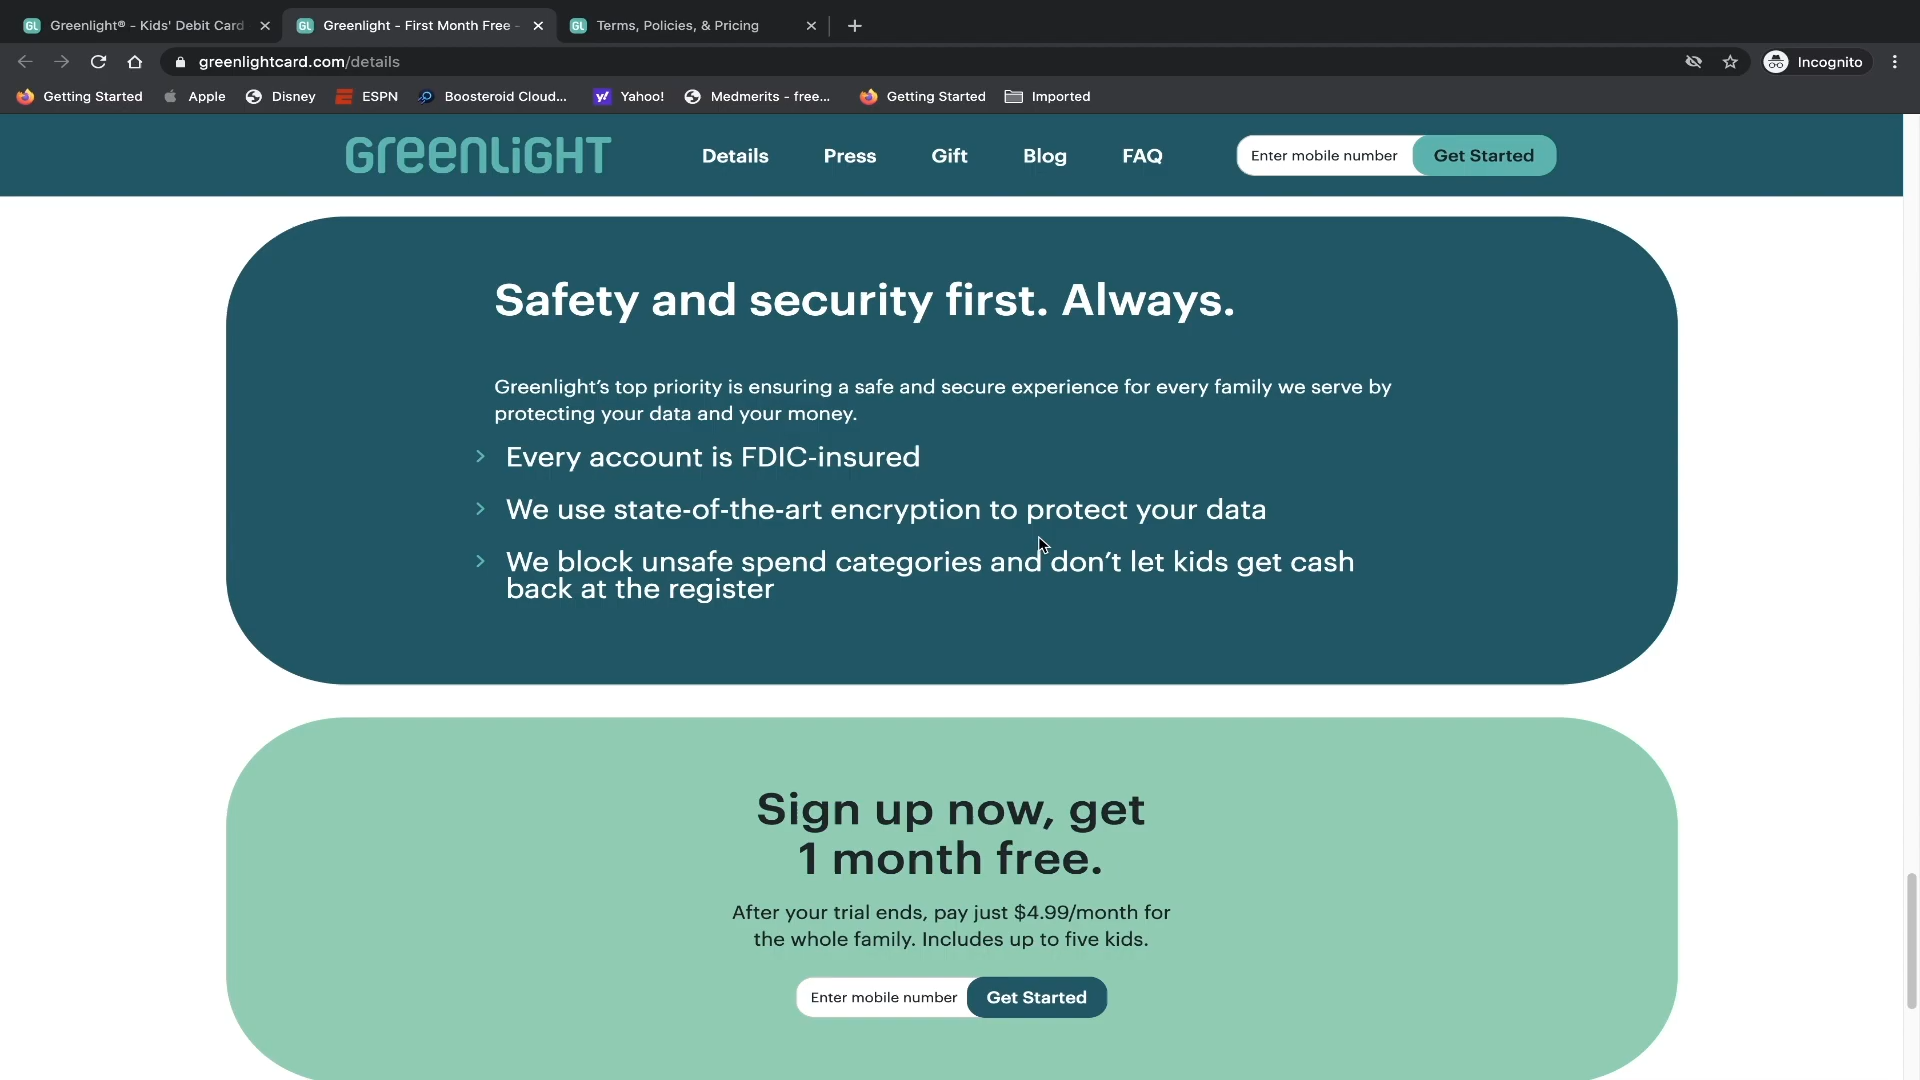 Greenlight® - Kids' Debit Card
Greenlight - First Month Free -
Terms, Policies, & Pricing
greenlightcard.com/details
Incognito
Getting Started
Apple
Disney
ESPN
Boosteroid Cloud...
Yahoo!
Medmerits - free...
Getting Started
Imported
GREENLIGHT
Details
Press
Gift
Blog
FAQ
Enter mobile number
Get Started
Safety and security first. Always.
Greenlight’s top priority is ensuring a safe and secure experience for every family we serve by
protecting your data and your money.
Every account is FDIC-insured
We use state-of-the-art encryption to protect your data
We block unsafe spend categories and don’t let kids get cash
back at the register
Sign up now, get
1 month free.
After your trial ends, pay just $4.99/month for
the whole family. Includes up to five kids.
Enter mobile number
Get Started